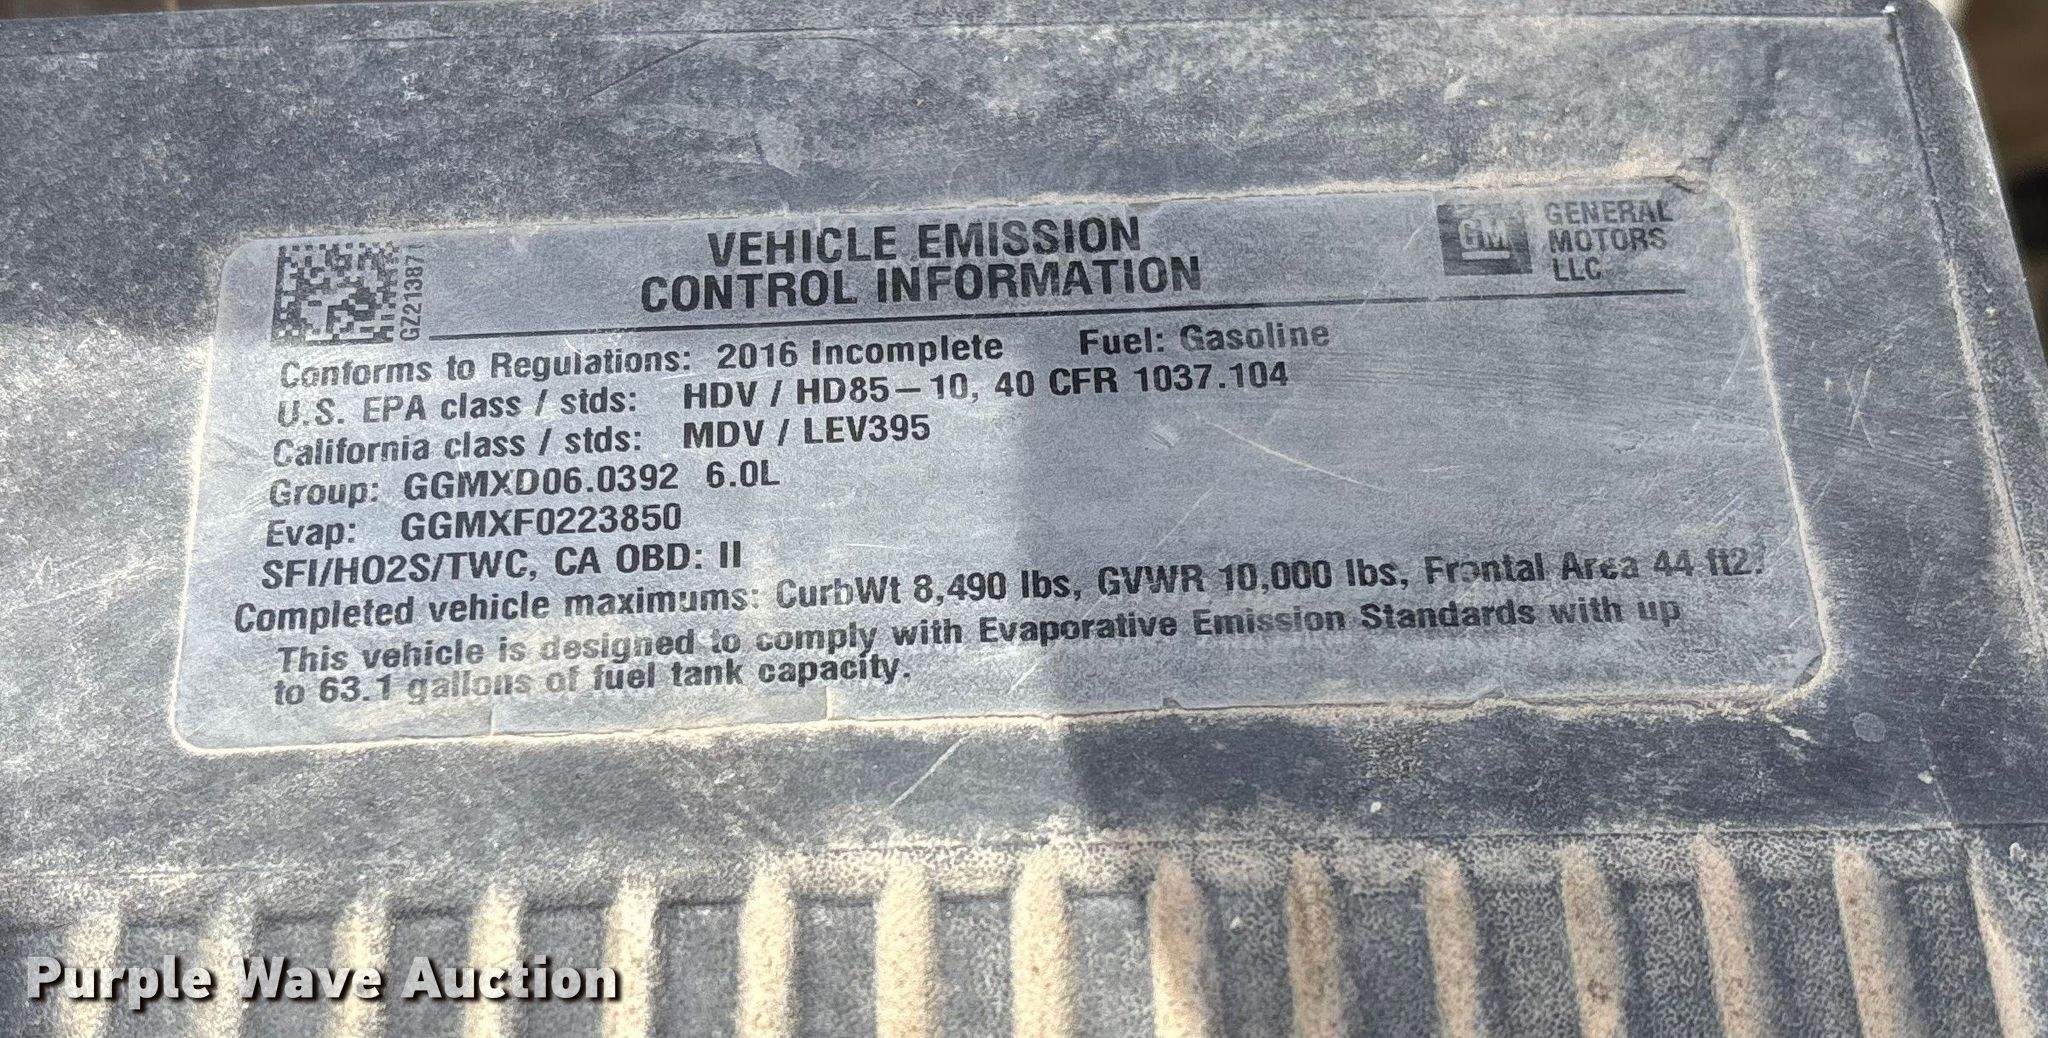 GZ2213871
VEHICLE EMISSION
CONTROL INFORMATION
GM
GENERAL
MOTORS
LLC
Conforms to Regulations: 2016 Incomplete Fuel: Gasoline
U.S. EPA class / stds: HDV / HD85–10, 40 CFR 1037.104
California class / stds: MDV / LEV395
Group: GGMXD06.0392 6.0L
Evap: GGMXF0223850
SFI/HO2S/TWC, CA OBD: II
Completed vehicle maximums: CurbWt 8,490 lbs, GVWR 10,000 lbs, Frontal Area 44 ft2.
This vehicle is designed to comply with Evaporative Emission Standards with up
to 63.1 gallons of fuel tank capacity.
Purple Wave Auction